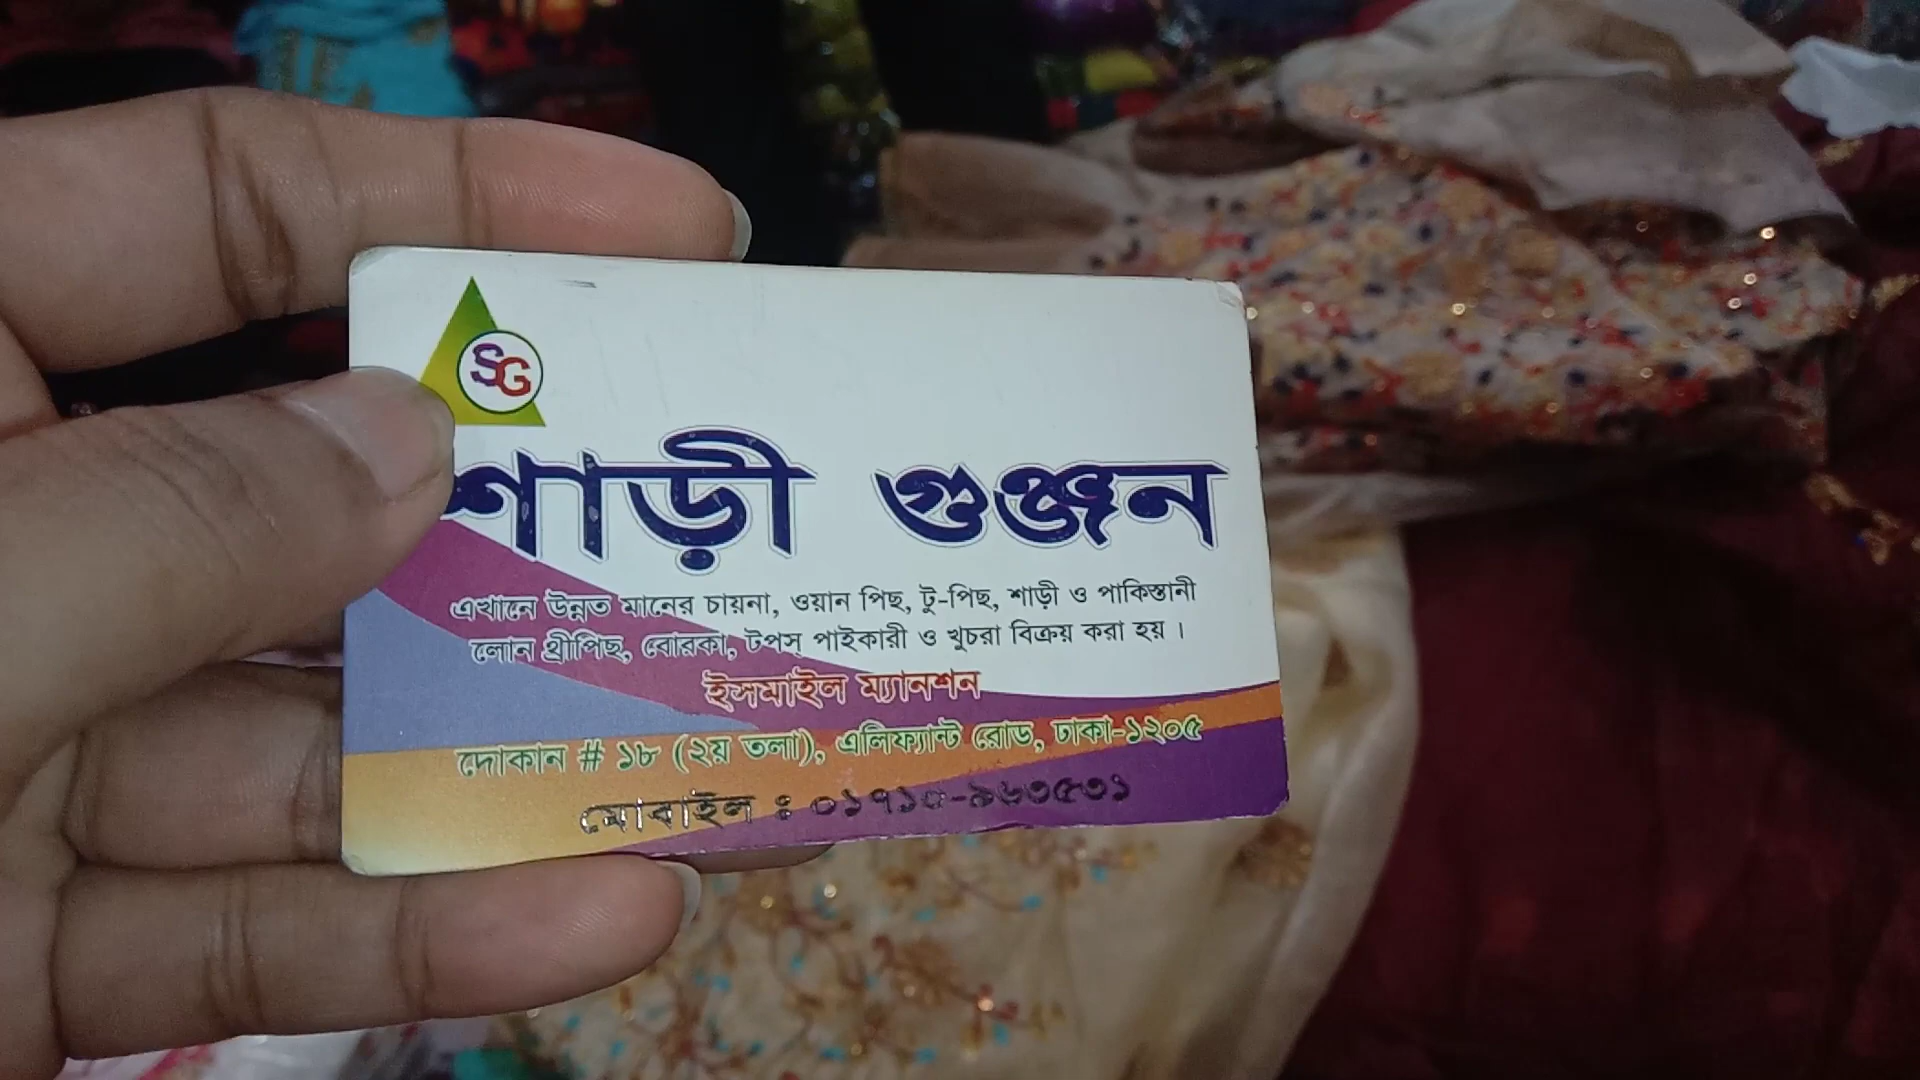 SG
শাড়ী গুঞ্জন
এখানে উন্নত মানের চায়না, ওয়ান পিছ, টু-পিছ, শাড়ী ও পাকিস্তানী
লোন থ্রীপিছ, বোরকা, টপস্ পাইকারী ও খুচরা বিক্রয় করা হয়।
ইসমাইল ম্যানশন
দোকান # ১৮ (২য় তলা), এলিফ্যান্ট রোড, ঢাকা-১২০৫
মোবাইল : ০১৭১০-৯৬৩৫৩১